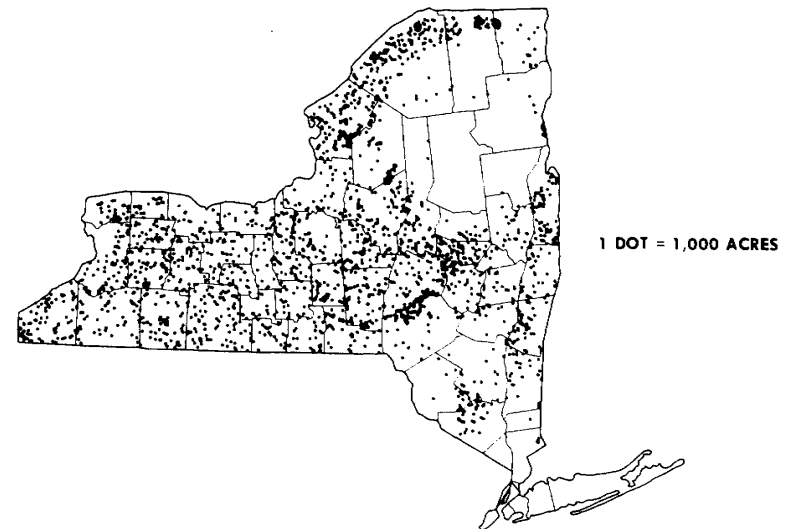 1 DOT = 1,000 ACRES